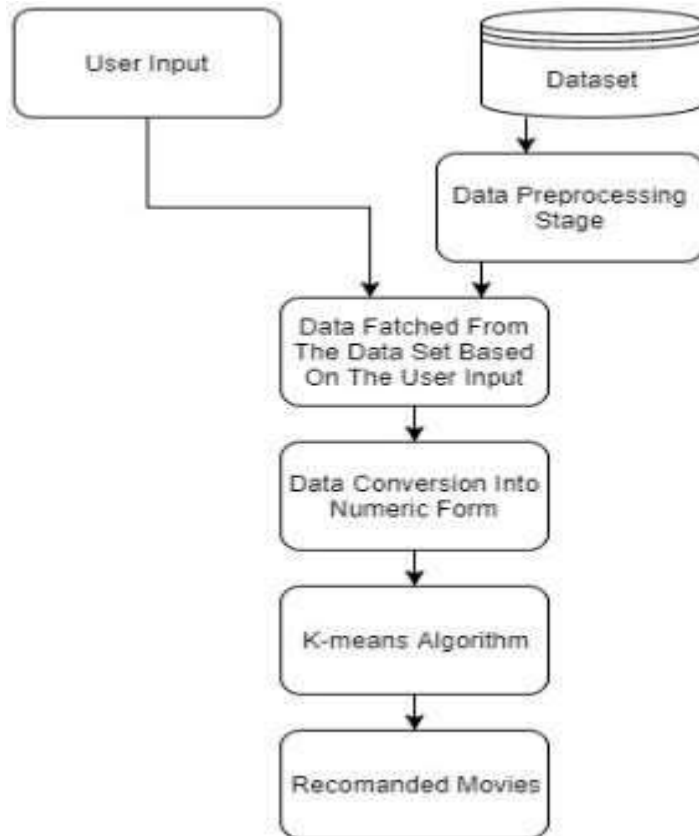 User Input
Dataset
Data Preprocessing
Stage
Data Fatched From
The Data Set Based
On The User Input
Data Conversion Into
Numeric Form
K-means Algorithm
Recomanded Movies